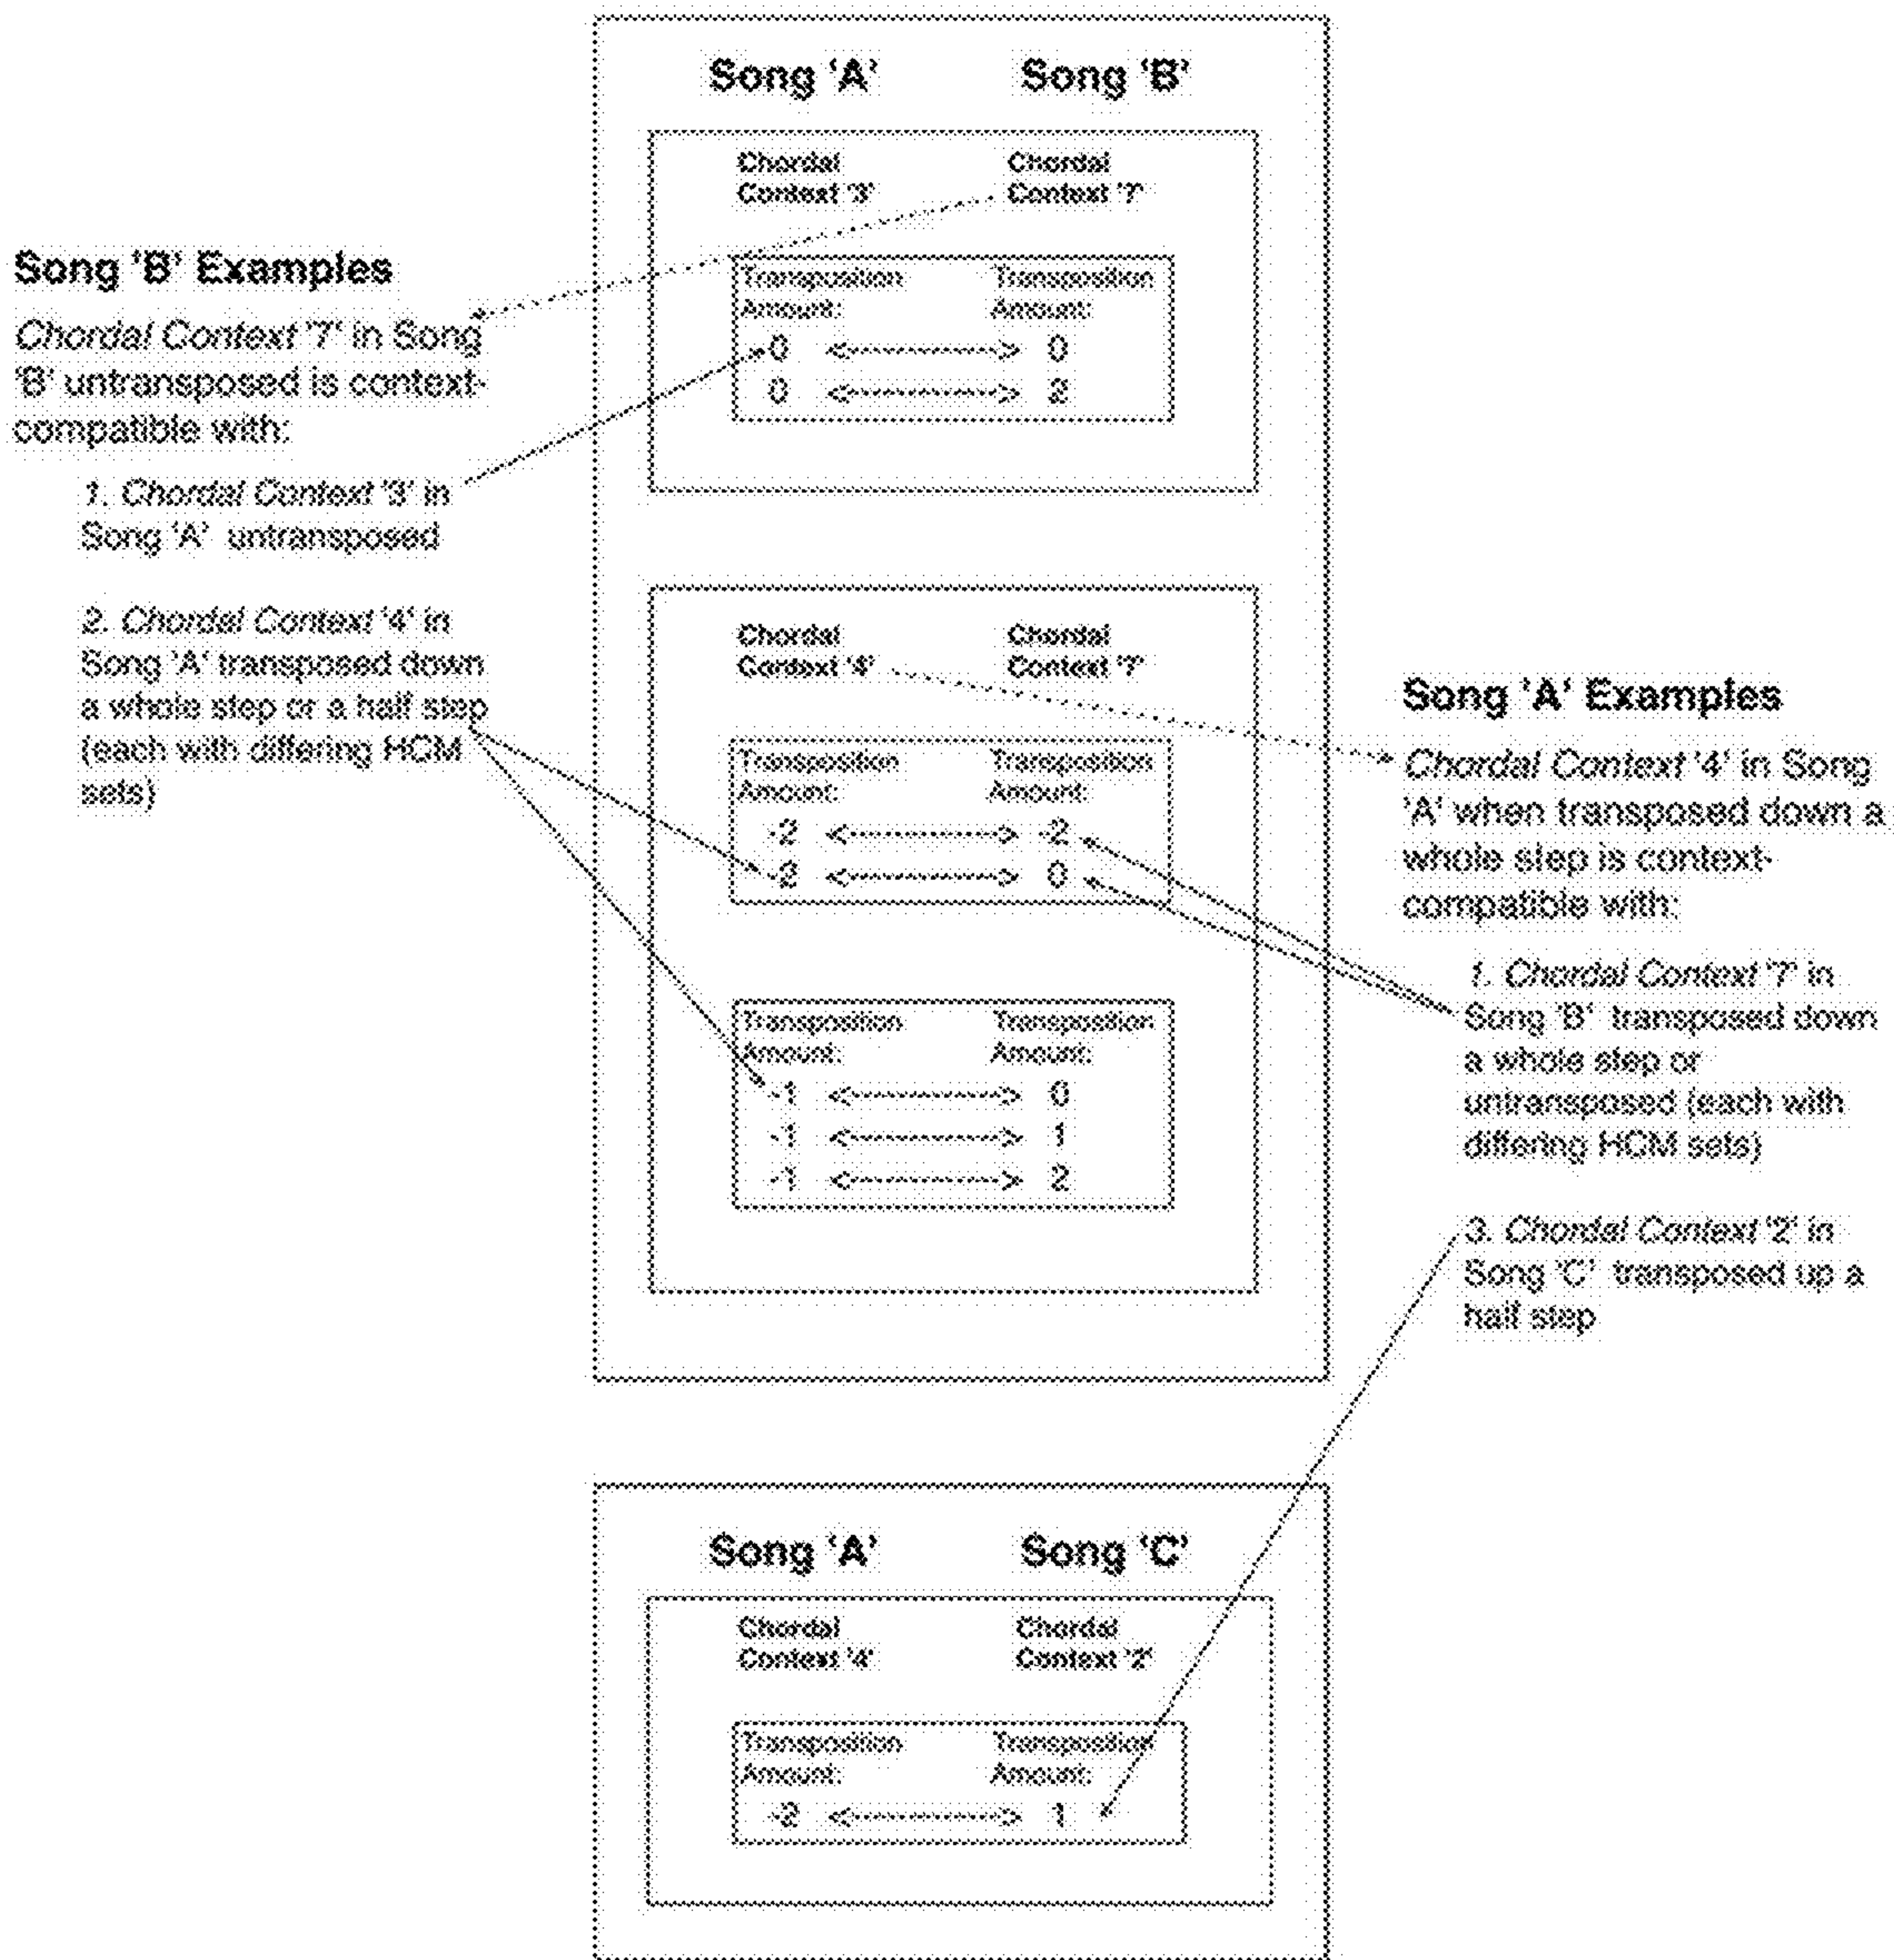 Song 'A' Song 'B'
Chordal Chordal
Context '3' Context '7'
Transposition Transposition
Amount: Amount:
0 0
0 2
Song 'B' Examples
Chordal Context '7' in Song
'B' untransposed is context-
compatible with:
1. Chordal Context '3' in
Song 'A' untransposed
2. Chordal Context '4' in
Song 'A' transposed down
a whole step or a half step
(each with differing HCM
sets)
Chordal Chordal
Context '4' Context '7'
Transposition Transposition
Amount: Amount:
-2 -2
-2 0
Transposition Transposition
Amount: Amount:
-1 0
-1 1
-1 2
Song 'A' Examples
Chordal Context '4' in Song
'A' when transposed down a
whole step is context-
compatible with:
1. Chordal Context '7' in
Song 'B' transposed down
a whole step or
untransposed (each with
differing HCM sets)
3. Chordal Context '2' in
Song 'C' transposed up a
half step
Song 'A' Song 'C'
Chordal Chordal
Context '4' Context '2'
Transposition Transposition
Amount: Amount:
-2 1